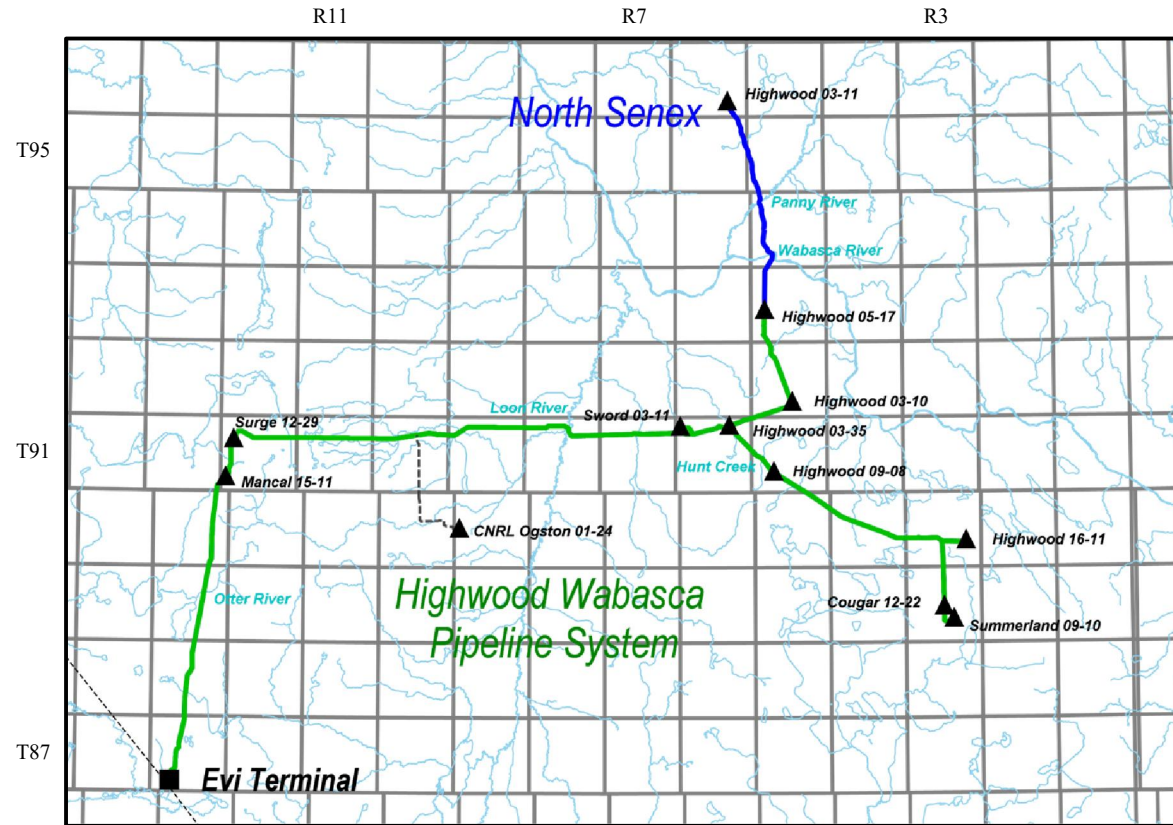 R11
R7
R3
Highwood 03-11
North Senex
T95
Panny River
Wabasca River
Highwood 05-17
Highwood 03-10
Loon River
Sword 03-11
Surge 12-29
Highwood 03-35
T91
Hunt Creek
Highwood 09-08
Mancal 15-11
CNRL Ogston 01-24
Highwood 16-11
Otter River
Highwood Wabasca
Pipeline System
Cougar 12-22
Summerland 09-10
T87
Evi Terminal